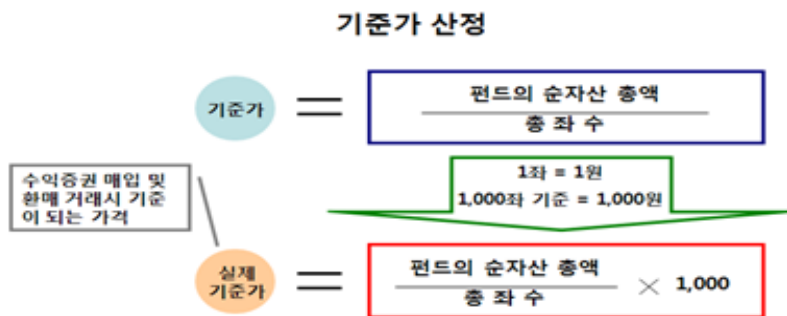 기준가 산정
기준가
=
펀드의 순자산 총액
총 좌 수
1좌 = 1원
1,000좌 기준 = 1,000원
수익증권 매입 및
환매 거래시 기준
이 되는 가격
실제
기준가
=
펀드의 순자산 총액
총 좌 수
× 1,000